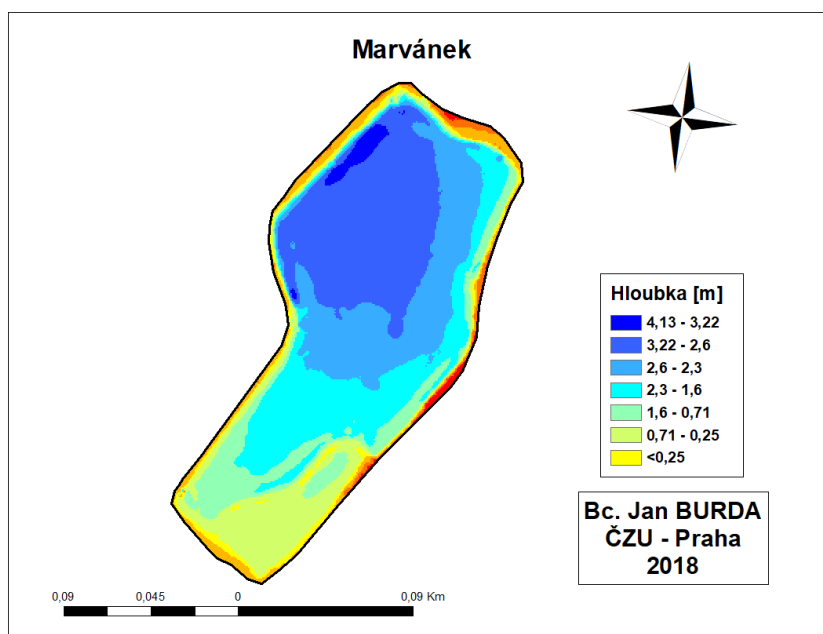 Marvánek
Hloubka [m]
4,13 - 3,22
3,22 - 2,6
2,6 - 2,3
2,3 - 1,6
1,6 - 0,71
0,71 - 0,25
<0,25
Bc. Jan BURDA
ČZU - Praha
2018
0,09 0,045 0 0,09 Km